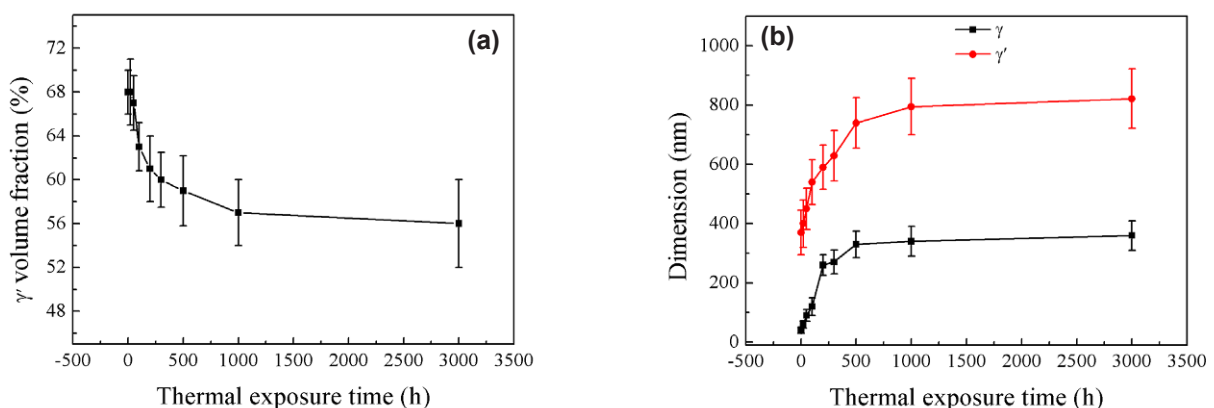 (a)
γ′ volume fraction (%)
72
68
64
60
56
52
48
-500 0 500 1000 1500 2000 2500 3000 3500
Thermal exposure time (h)
(b)
γ
γ′
Dimension (nm)
1000
800
600
400
200
0
-500 0 500 1000 1500 2000 2500 3000 3500
Thermal exposure time (h)